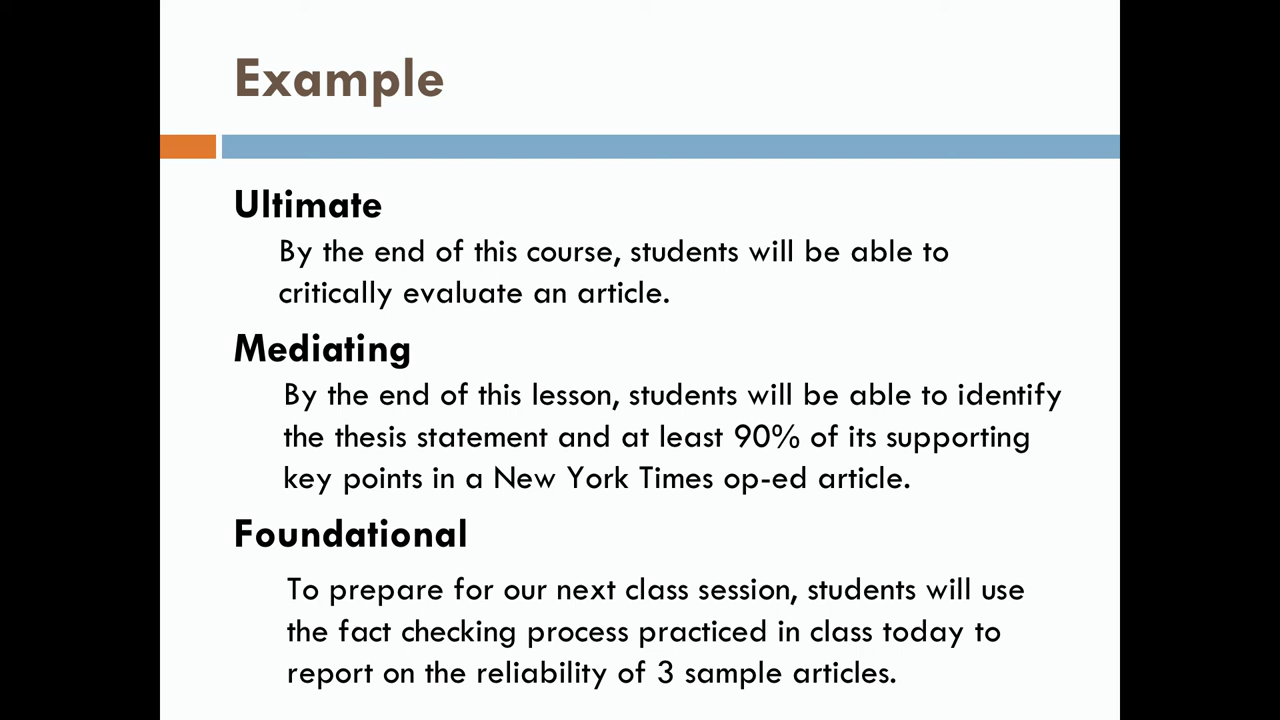 Example
Ultimate
By the end of this course, students will be able to
critically evaluate an article.
Mediating
By the end of this lesson, students will be able to identify
the thesis statement and at least 90% of its supporting
key points in a New York Times op-ed article.
Foundational
To prepare for our next class session, students will use
the fact checking process practiced in class today to
report on the reliability of 3 sample articles.